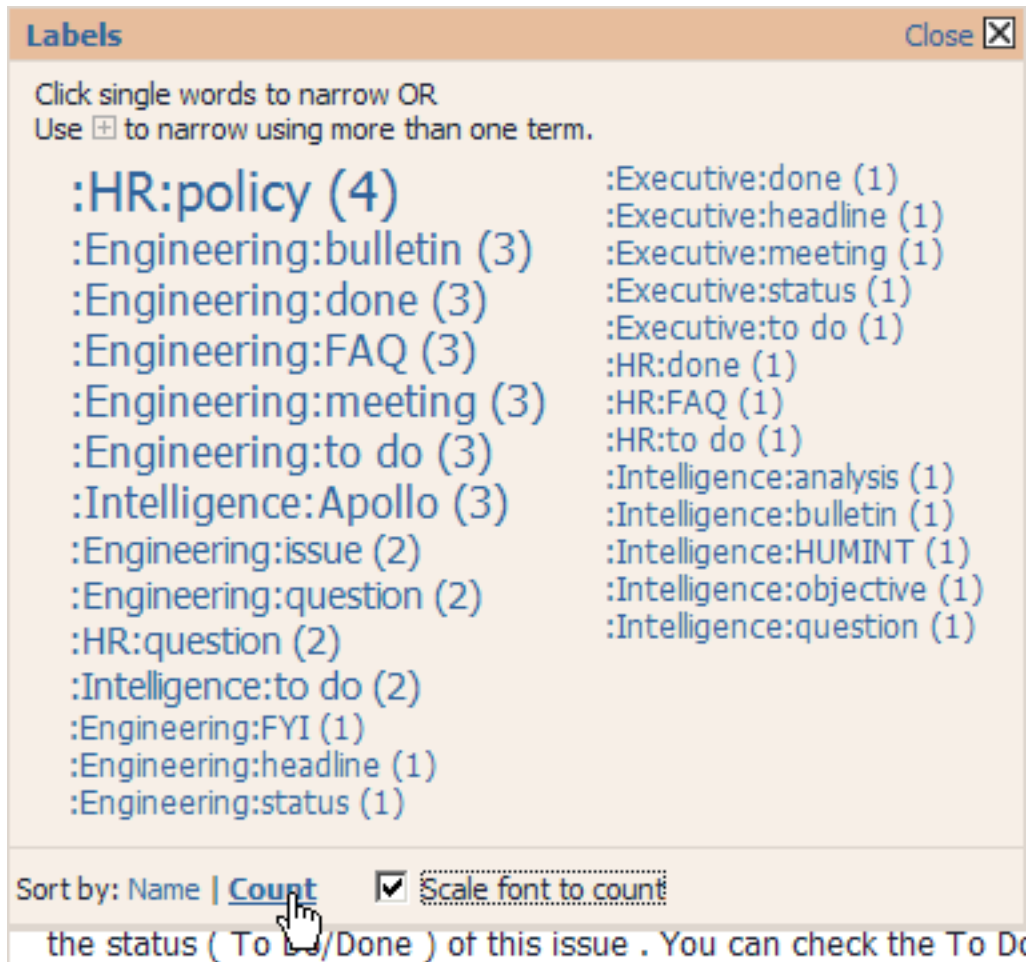 Labels Close
Click single words to narrow OR
Use + to narrow using more than one term.
:HR:policy (4)
:Engineering:bulletin (3)
:Engineering:done (3)
:Engineering:FAQ (3)
:Engineering:meeting (3)
:Engineering:to do (3)
:Intelligence:Apollo (3)
:Engineering:issue (2)
:Engineering:question (2)
:HR:question (2)
:Intelligence:to do (2)
:Engineering:FYI (1)
:Engineering:headline (1)
:Engineering:status (1)
:Executive:done (1)
:Executive:headline (1)
:Executive:meeting (1)
:Executive:status (1)
:Executive:to do (1)
:HR:done (1)
:HR:FAQ (1)
:HR:to do (1)
:Intelligence:analysis (1)
:Intelligence:bulletin (1)
:Intelligence:HUMINT (1)
:Intelligence:objective (1)
:Intelligence:question (1)
Sort by: Name | Count Scale font to count
the status ( To Do/Done ) of this issue . You can check the To Do